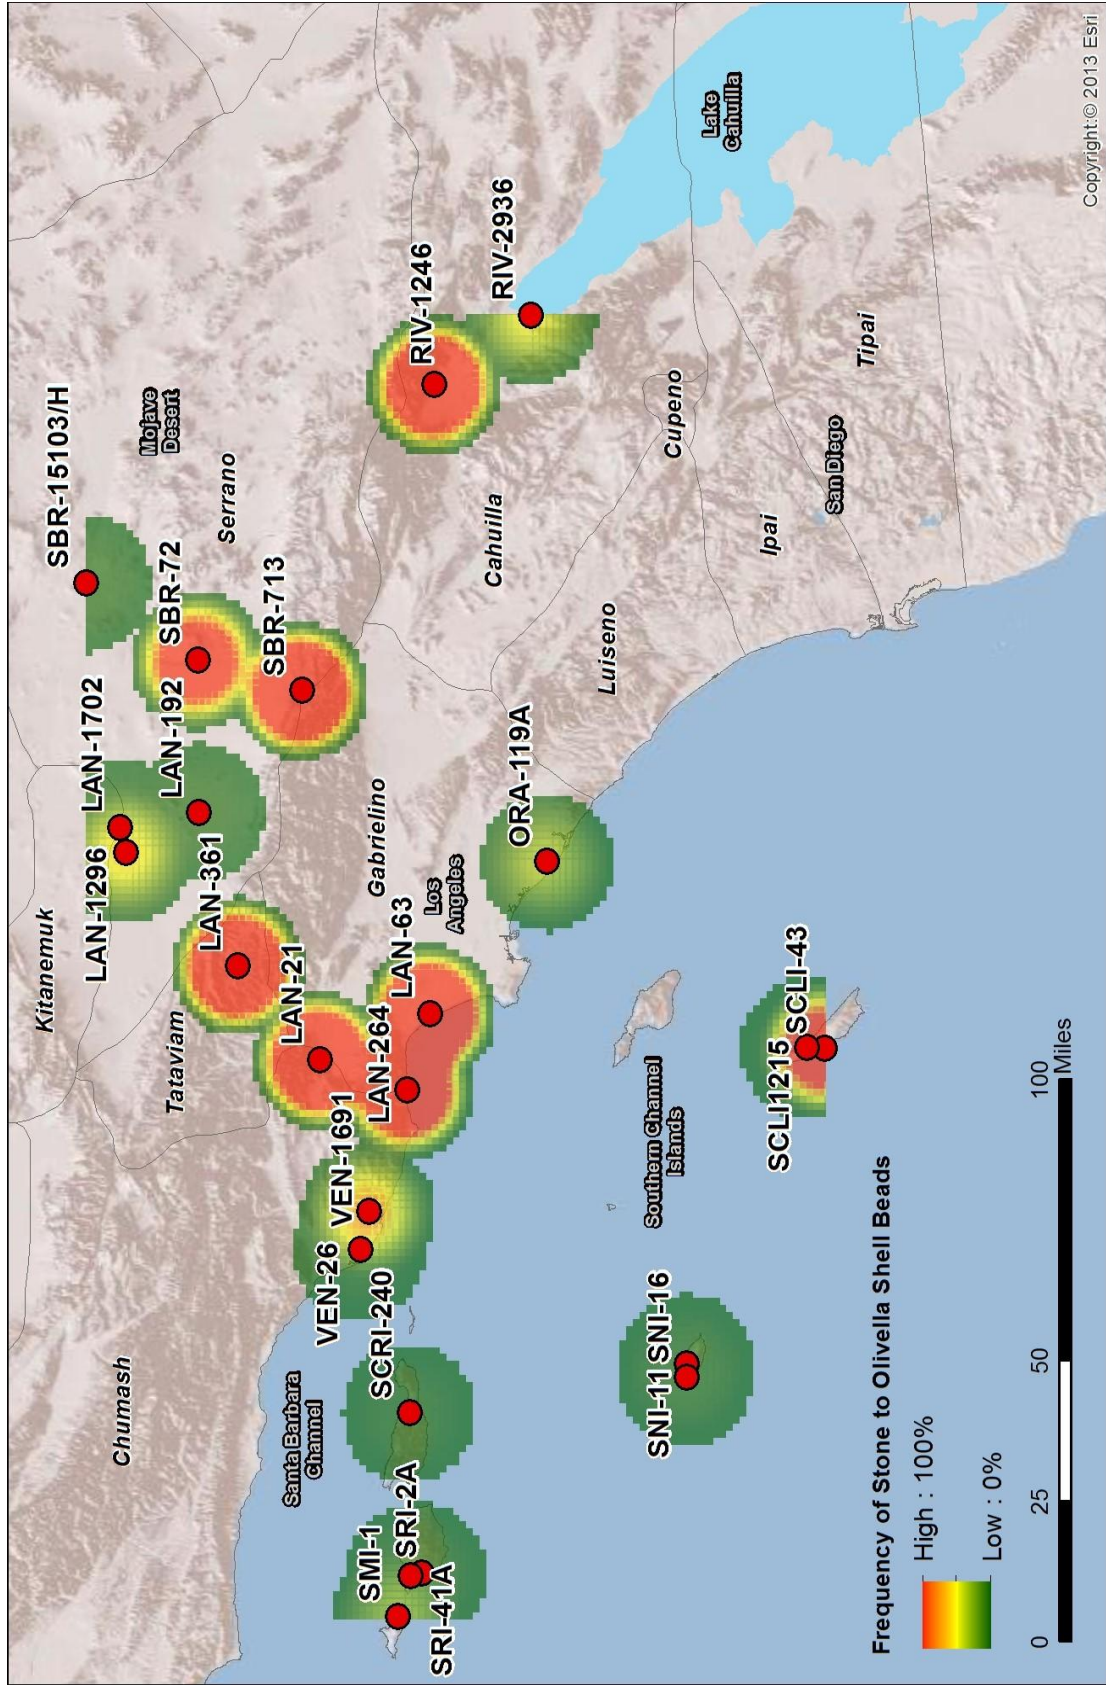 Kitanemuk
LAN-1296
LAN-1702
SBR-15103/H
Mojave
Desert
Chumash
Tataviam
LAN-361
LAN-192
SBR-72
Serrano
SBR-713
LAN-21
Gabrielino
Santa Barbara
Channel
VEN-26
VEN-1691
LAN-264
LAN-63
Los
Angeles
RIV-1246
SMI-1
SRI-2A
SRI-41A
SCRI-240
ORA-119A
Cahuilla
RIV-2936
Luiseno
Lake
Cahuilla
SNI-11
SNI-16
Southern Channel
Islands
Cupeno
Ipai
San Diego
Tipai
SCLI1215
SCLI-43
Frequency of Stone to Olivella Shell Beads
High : 100%
Low : 0%
0 25 50 100
Miles
Copyright:© 2013 Esri